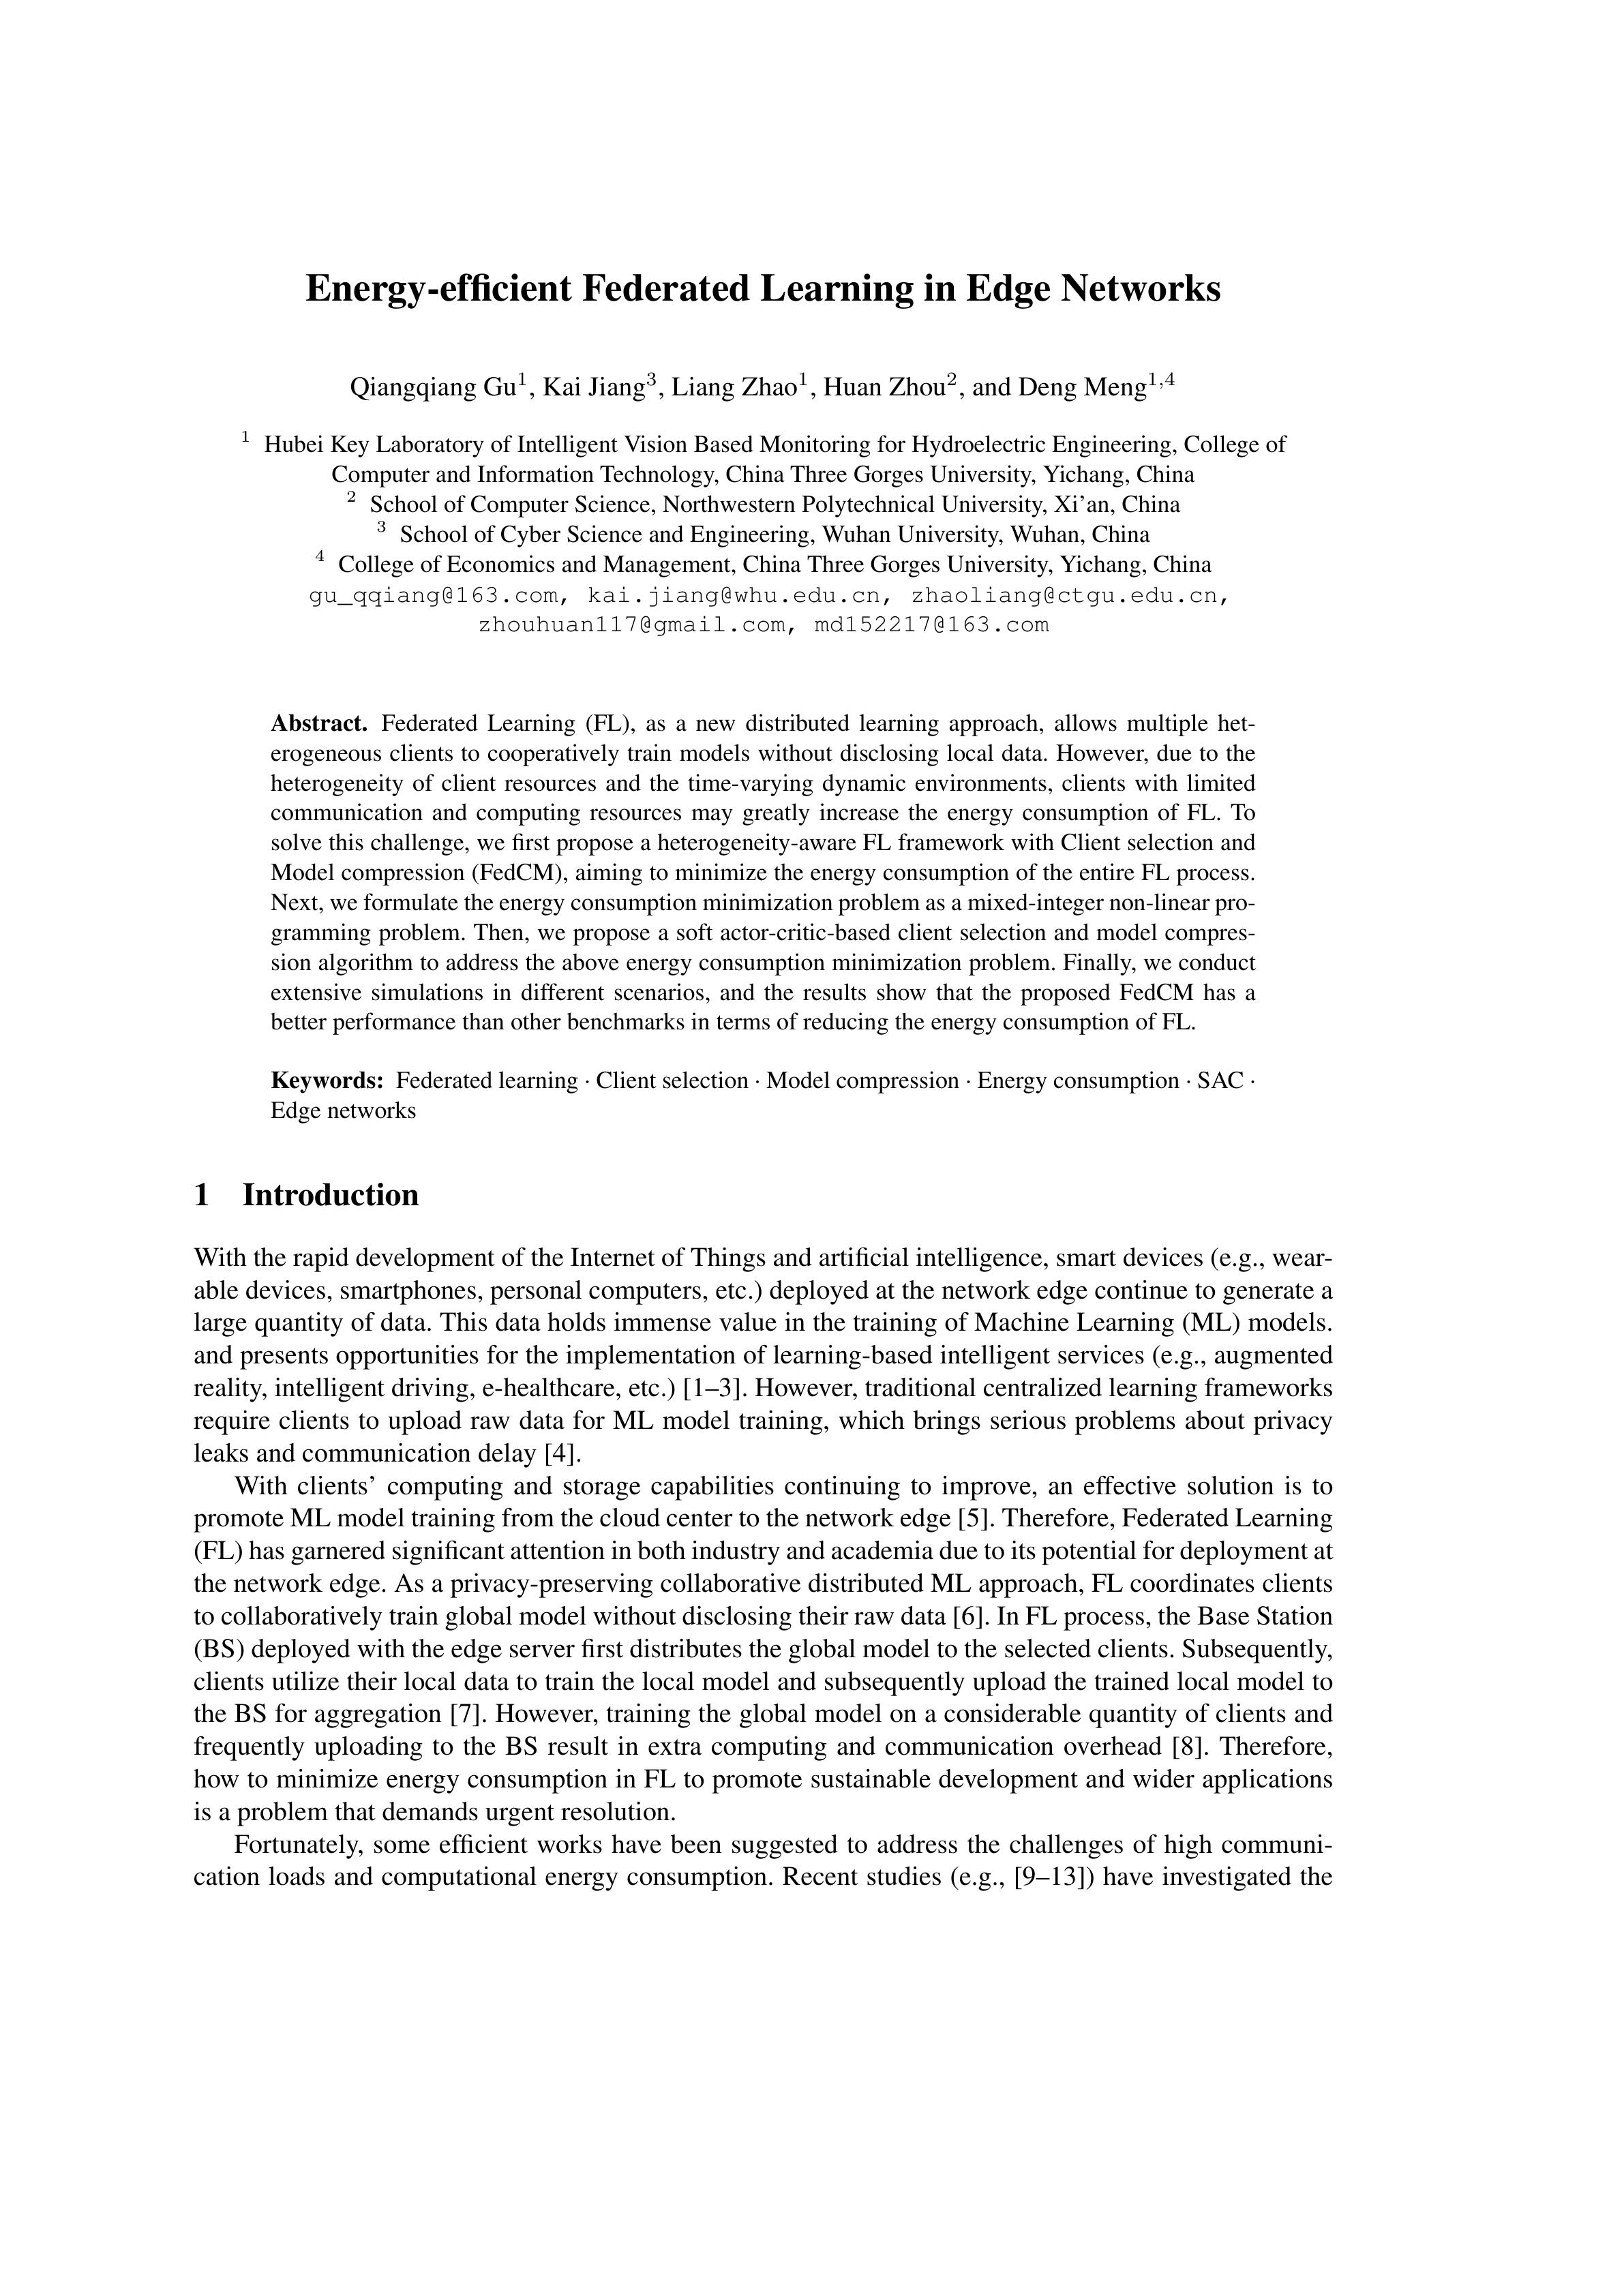 Energy-efficient Federated Learning in Edge Networks
Qiangqiang Gu1, Kai Jiang3, Liang Zhao1, Huan Zhou2, and Deng Meng1,4
1 Hubei Key Laboratory of Intelligent Vision Based Monitoring for Hydroelectric Engineering, College of
Computer and Information Technology, China Three Gorges University, Yichang, China
2 School of Computer Science, Northwestern Polytechnical University, Xi'an, China
3 School of Cyber Science and Engineering, Wuhan University, Wuhan, China
4 College of Economics and Management, China Three Gorges University, Yichang, China
gu_qqiang@163.com, kai.jiang@whu.edu.cn, zhaoliang@ctgu.edu.cn,
zhouhuan117@gmail.com, md152217@163.com
Abstract. Federated Learning (FL), as a new distributed learning approach, allows multiple het-
erogeneous clients to cooperatively train models without disclosing local data. However, due to the
heterogeneity of client resources and the time-varying dynamic environments, clients with limited
communication and computing resources may greatly increase the energy consumption of FL. To
solve this challenge, we first propose a heterogeneity-aware FL framework with Client selection and
Model compression (FedCM), aiming to minimize the energy consumption of the entire FL process.
Next, we formulate the energy consumption minimization problem as a mixed-integer non-linear pro-
gramming problem. Then, we propose a soft actor-critic-based client selection and model compres-
sion algorithm to address the above energy consumption minimization problem. Finally, we conduct
extensive simulations in different scenarios, and the results show that the proposed FedCM has a
better performance than other benchmarks in terms of reducing the energy consumption of FL.
Keywords: Federated learning · Client selection · Model compression · Energy consumption · SAC ·
Edge networks
1 Introduction
With the rapid development of the Internet of Things and artificial intelligence, smart devices (e.g., wear-
able devices, smartphones, personal computers, etc.) deployed at the network edge continue to generate a
large quantity of data. This data holds immense value in the training of Machine Learning (ML) models.
and presents opportunities for the implementation of learning-based intelligent services (e.g., augmented
reality, intelligent driving, e-healthcare, etc.) [1–3]. However, traditional centralized learning frameworks
require clients to upload raw data for ML model training, which brings serious problems about privacy
leaks and communication delay [4].
With clients' computing and storage capabilities continuing to improve, an effective solution is to
promote ML model training from the cloud center to the network edge [5]. Therefore, Federated Learning
(FL) has garnered significant attention in both industry and academia due to its potential for deployment at
the network edge. As a privacy-preserving collaborative distributed ML approach, FL coordinates clients
to collaboratively train global model without disclosing their raw data [6]. In FL process, the Base Station
(BS) deployed with the edge server first distributes the global model to the selected clients. Subsequently,
clients utilize their local data to train the local model and subsequently upload the trained local model to
the BS for aggregation [7]. However, training the global model on a considerable quantity of clients and
frequently uploading to the BS result in extra computing and communication overhead [8]. Therefore,
how to minimize energy consumption in FL to promote sustainable development and wider applications
is a problem that demands urgent resolution.
Fortunately, some efficient works have been suggested to address the challenges of high communi-
cation loads and computational energy consumption. Recent studies (e.g., [9–13]) have investigated the